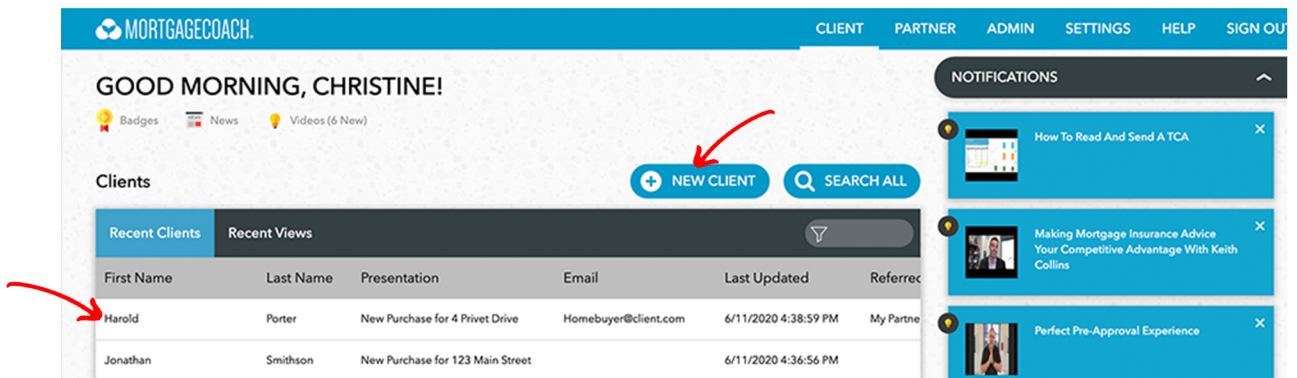 MORTGAGECOACH.
CLIENT PARTNER ADMIN SETTINGS HELP SIGN OU
GOOD MORNING, CHRISTINE!
Badges News Videos (6 New)
Clients
NEW CLIENT SEARCH ALL
Recent Clients Recent Views
First Name Last Name Presentation Email Last Updated Referred
Harold Porter New Purchase for 4 Privet Drive Homebuyer@client.com 6/11/2020 4:38:59 PM My Partne
Jonathan Smithson New Purchase for 123 Main Street 6/11/2020 4:36:56 PM
NOTIFICATIONS
How To Read And Send A TCA
Making Mortgage Insurance Advice
Your Competitive Advantage With Keith
Collins
Perfect Pre-Approval Experience